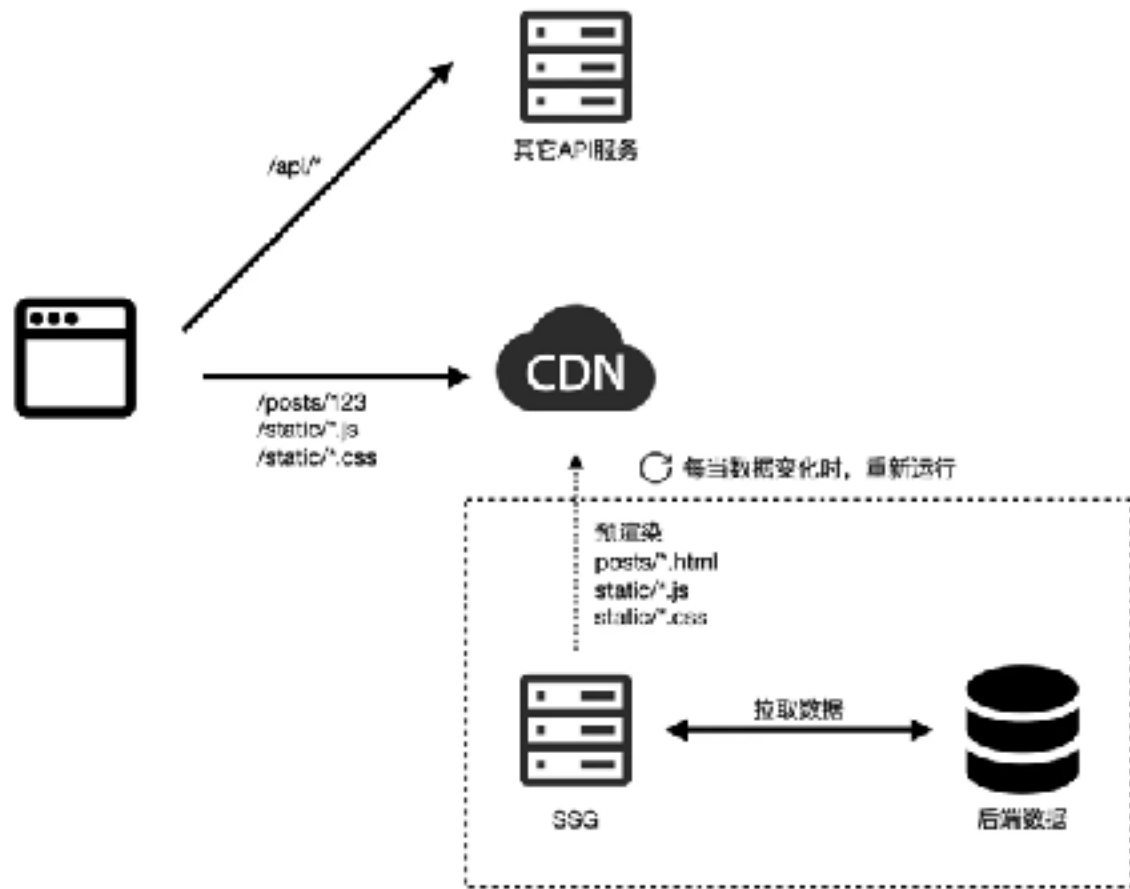 其它API服务
/api/*
CDN
/posts/123
/static/*.js
/static/*.css
每当数据变化时，重新运行
预渲染
posts/*.html
static/*.js
static/*.css
拉取数据
SSG
后端数据